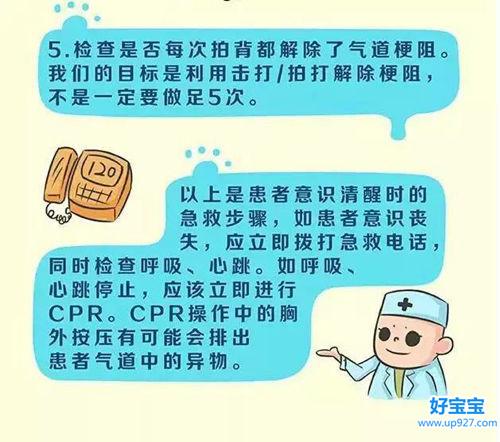 5.检查是否每次拍背都解除了气道梗阻。
我们的目标是利用击打/拍打解除梗阻，
不是一定要做足5次。
120
以上是患者意识清醒时的
急救步骤，如患者意识丧
失，应立即拨打急救电话，
同时检查呼吸、心跳。如呼吸、
心跳停止，应该立即进行
CPR。CPR操作中的胸
外按压有可能会排出
患者气道中的异物。
好宝宝
www.up927.com